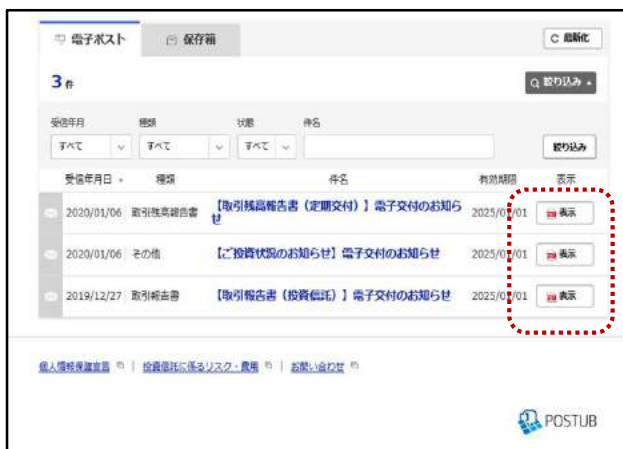 電子ポスト 保存箱 最新化
3 件 絞り込み
受信年月 種類 状態 件名
すべて すべて すべて 絞り込み
受信年月日 種類 件名 有効期限 表示
2020/01/06 取引残高報告書 【取引残高報告書（定期交付）】電子交付のお知ら
せ 2025/01/01 表示
2020/01/06 その他 【ご投資状況のお知らせ】電子交付のお知らせ 2025/01/01 表示
2019/12/27 取引報告書 【取引報告書（投資信託）】電子交付のお知らせ 2025/01/01 表示
個人情報保護宣言 | 投資信託に係るリスク・費用 | お問い合わせ
POSTUB